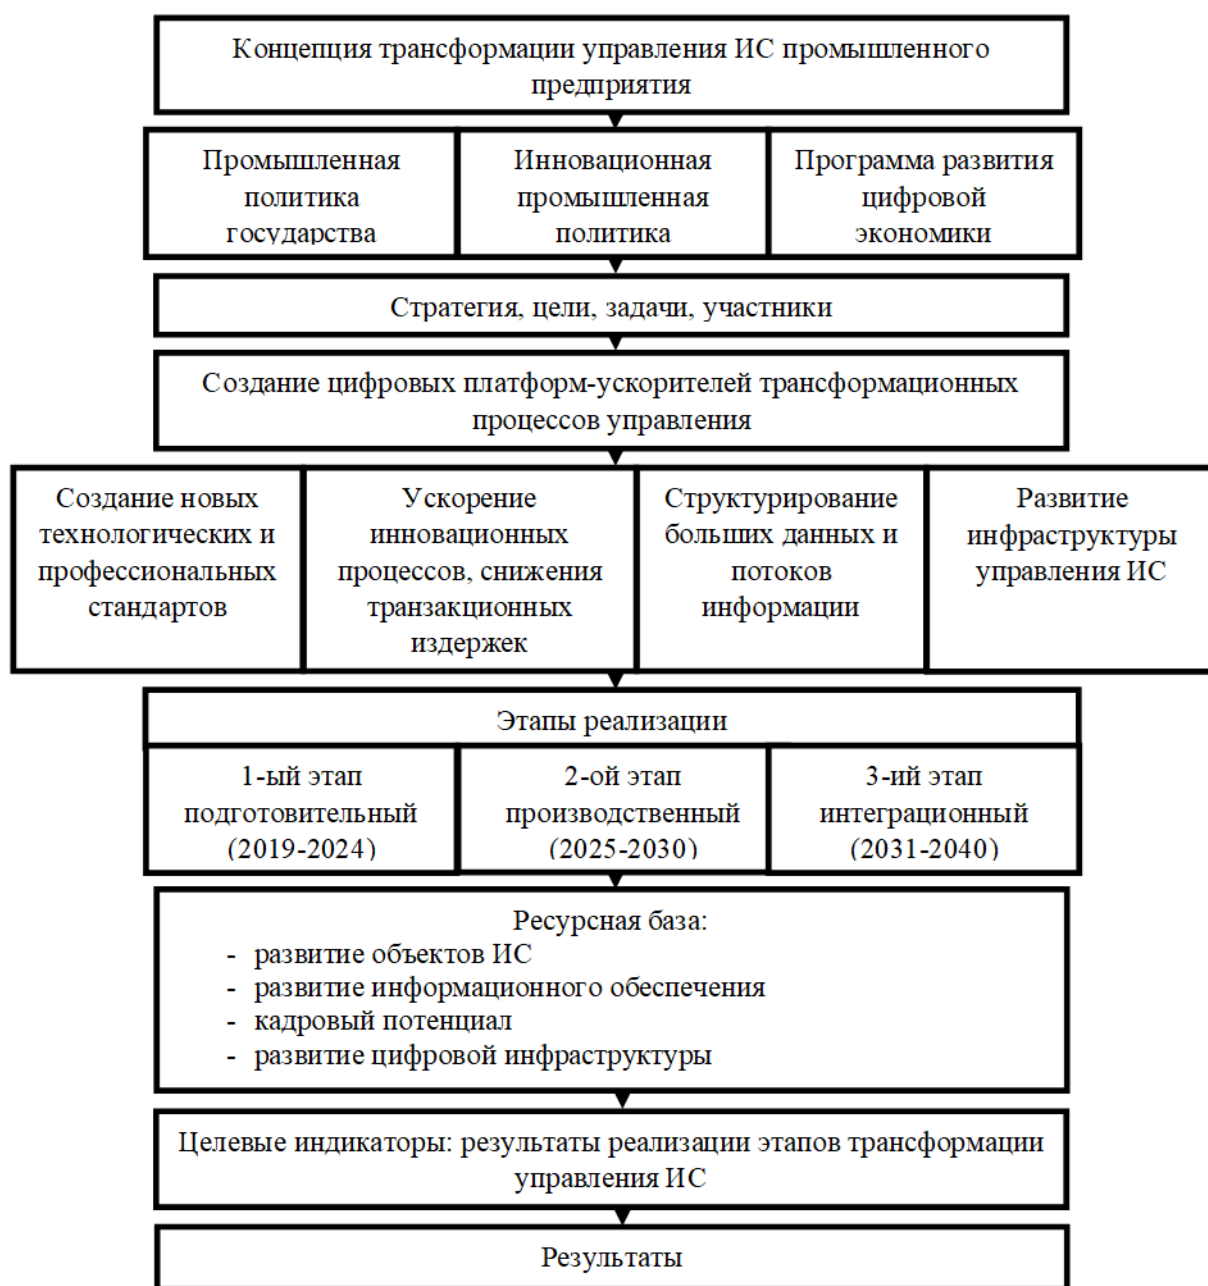 Концепция трансформации управления ИС промышленного
предприятия
Промышленная
политика
государства
Инновационная
промышленная
политика
Программа развития
цифровой
экономики
Стратегия, цели, задачи, участники
Создание цифровых платформ-ускорителей трансформационных
процессов управления
Создание новых
технологических и
профессиональных
стандартов
Ускорение
инновационных
процессов, снижения
транзакционных
издержек
Структурирование
больших данных и
потоков
информации
Развитие
инфраструктуры
управления ИС
Этапы реализации
1-ый этап
подготовительный
(2019-2024)
2-ой этап
производственный
(2025-2030)
3-ий этап
интеграционный
(2031-2040)
Ресурсная база:
- развитие объектов ИС
- развитие информационного обеспечения
- кадровый потенциал
- развитие цифровой инфраструктуры
Целевые индикаторы: результаты реализации этапов трансформации
управления ИС
Результаты